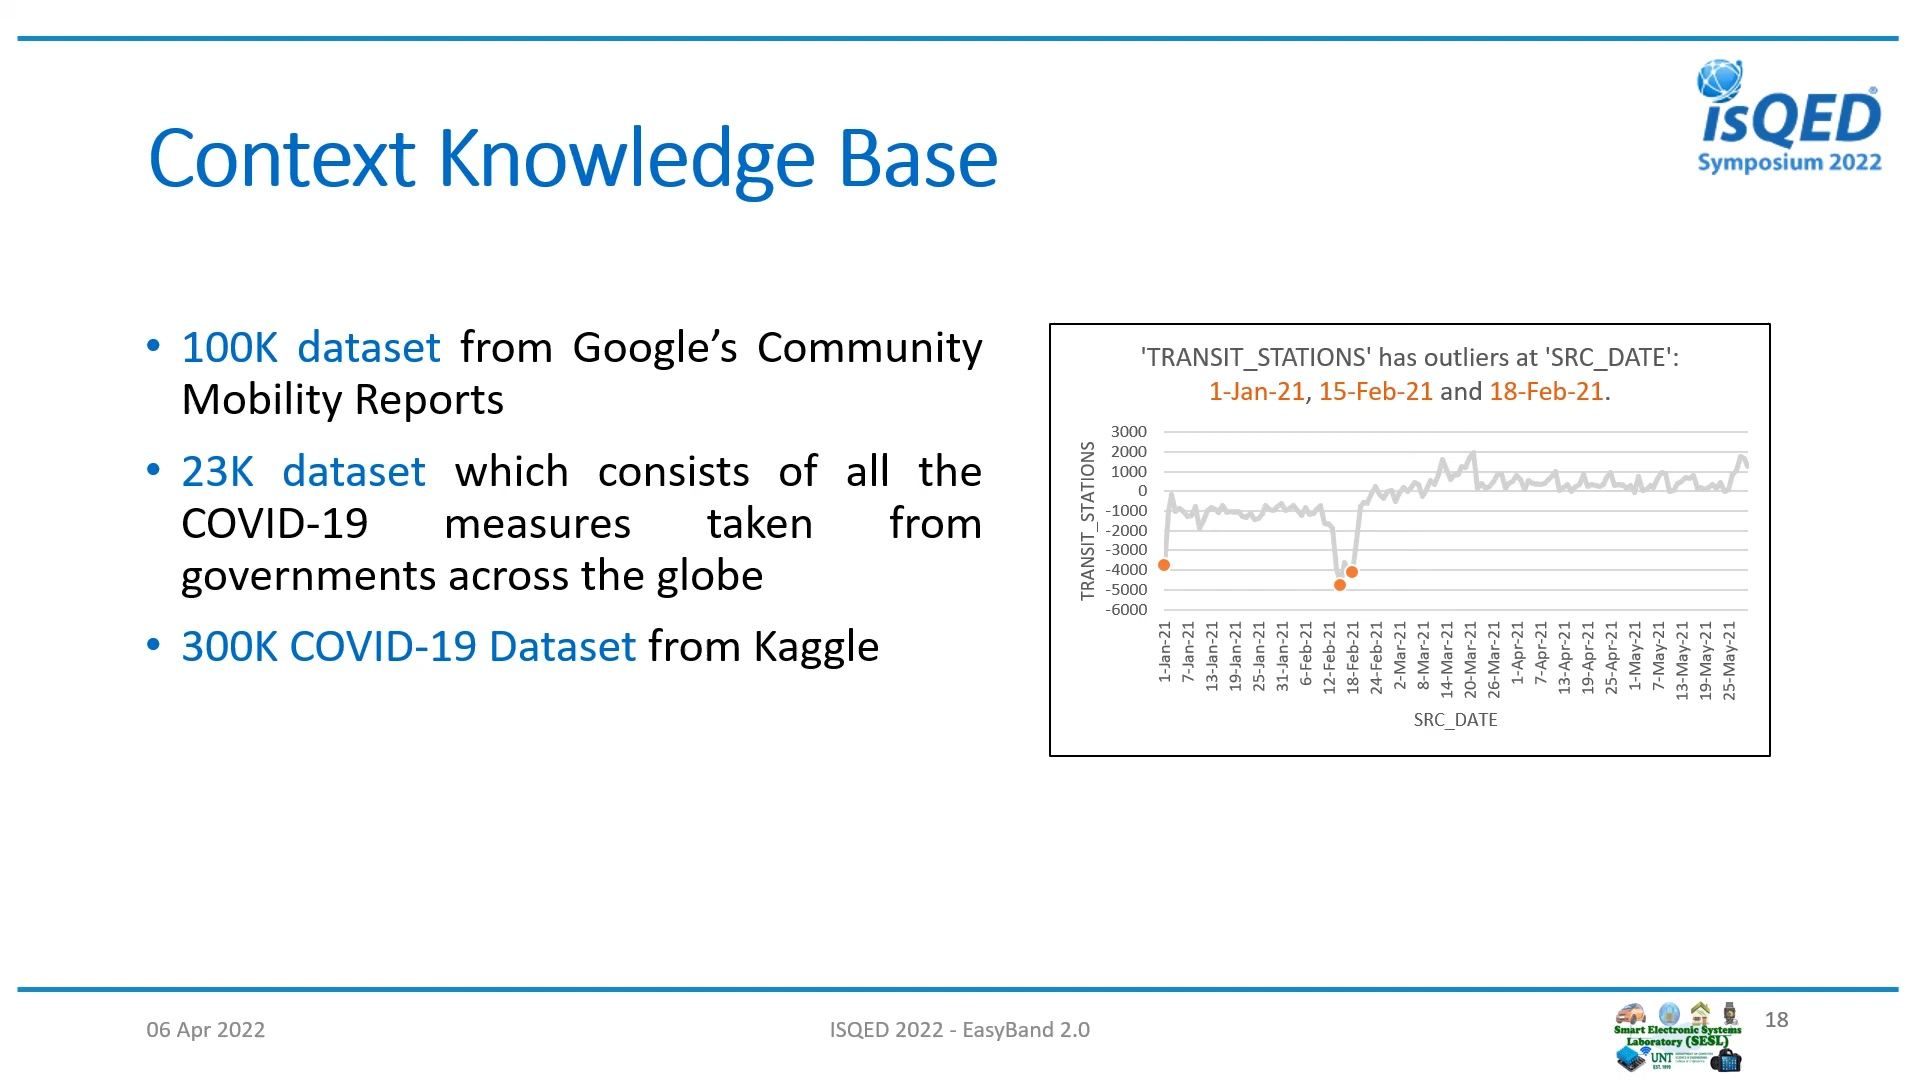 isQED®
Symposium 2022
Context Knowledge Base
• 100K dataset from Google’s Community
Mobility Reports
• 23K dataset which consists of all the
COVID-19 measures taken from
governments across the globe
• 300K COVID-19 Dataset from Kaggle
'TRANSIT_STATIONS' has outliers at 'SRC_DATE':
1-Jan-21, 15-Feb-21 and 18-Feb-21.
TRANSIT_STATIONS
3000
2000
1000
0
-1000
-2000
-3000
-4000
-5000
-6000
1-Jan-21
7-Jan-21
13-Jan-21
19-Jan-21
25-Jan-21
31-Jan-21
6-Feb-21
12-Feb-21
18-Feb-21
24-Feb-21
2-Mar-21
8-Mar-21
14-Mar-21
20-Mar-21
26-Mar-21
1-Apr-21
7-Apr-21
13-Apr-21
19-Apr-21
25-Apr-21
1-May-21
7-May-21
13-May-21
19-May-21
25-May-21
SRC_DATE
06 Apr 2022
ISQED 2022 - EasyBand 2.0
Smart Electronic Systems
Laboratory (SESL)
UNT
EST. 1890
18